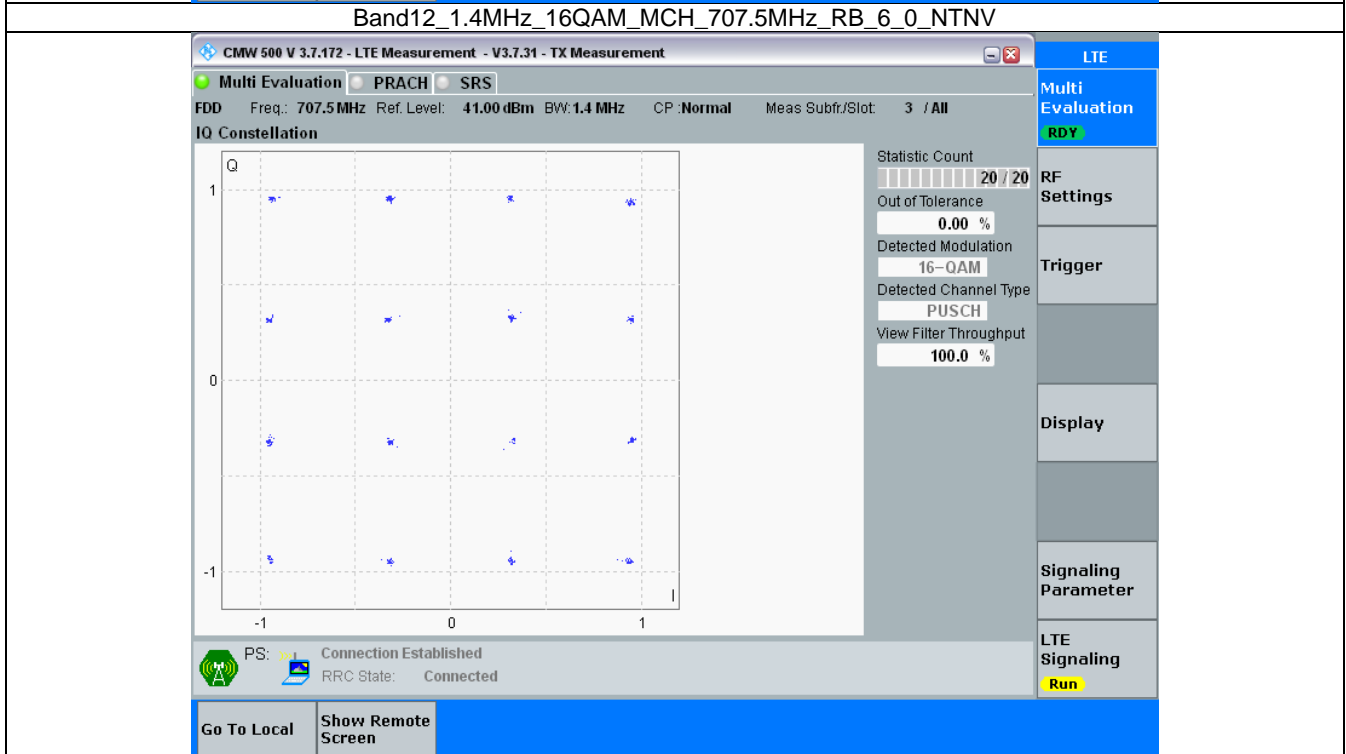 Band12_1.4MHz_16QAM_MCH_707.5MHz_RB_6_0_NTNV
CMW 500 V 3.7.172 - LTE Measurement - V3.7.31 - TX Measurement
LTE
Multi Evaluation PRACH SRS
FDD Freq.: 707.5 MHz Ref. Level: 41.00 dBm BW: 1.4 MHz CP : Normal Meas Subfr./Slot: 3 / All
IQ Constellation
Q
1
0
-1
I
-1 0 1
Statistic Count
20 / 20
Out of Tolerance
0.00 %
Detected Modulation
16-QAM
Detected Channel Type
PUSCH
View Filter Throughput
100.0 %
Multi
Evaluation
RDY
RF
Settings
Trigger
Display
Signaling
Parameter
LTE
Signaling
Run
PS: Connection Established
RRC State: Connected
Go To Local
Show Remote
Screen